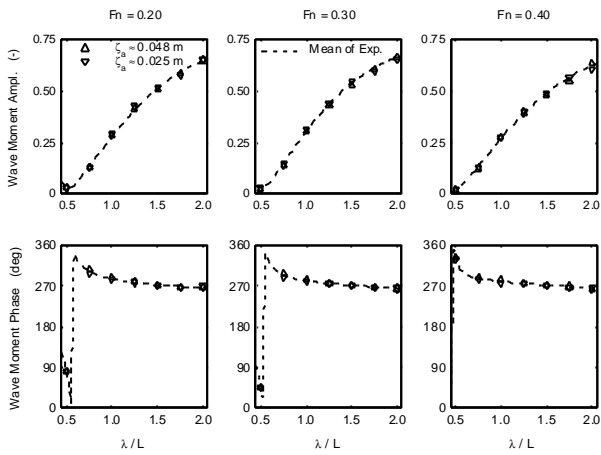 Fn = 0.20 Fn = 0.30 Fn = 0.40
Wave Moment Ampl. (-)
0.75 0.75 0.75
ζa ≈ 0.048 m
ζa ≈ 0.025 m
Mean of Exp.
0.50 0.50 0.50
0.25 0.25 0.25
0 0 0
0.5 1.0 1.5 2.0 0.5 1.0 1.5 2.0 0.5 1.0 1.5 2.0
Wave Moment Phase (deg)
360 360 360
270 270 270
180 180 180
90 90 90
0 0 0
0.5 1.0 1.5 2.0 0.5 1.0 1.5 2.0 0.5 1.0 1.5 2.0
λ / L λ / L λ / L